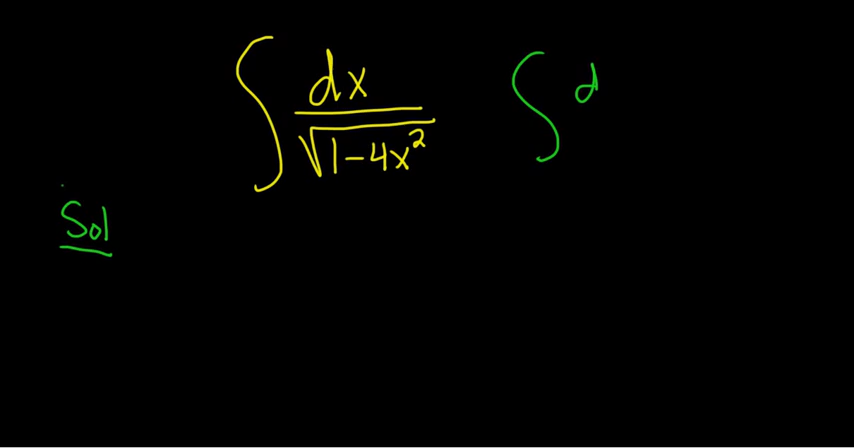 ∫ dx / √(1-4x²) ∫ d
Sol